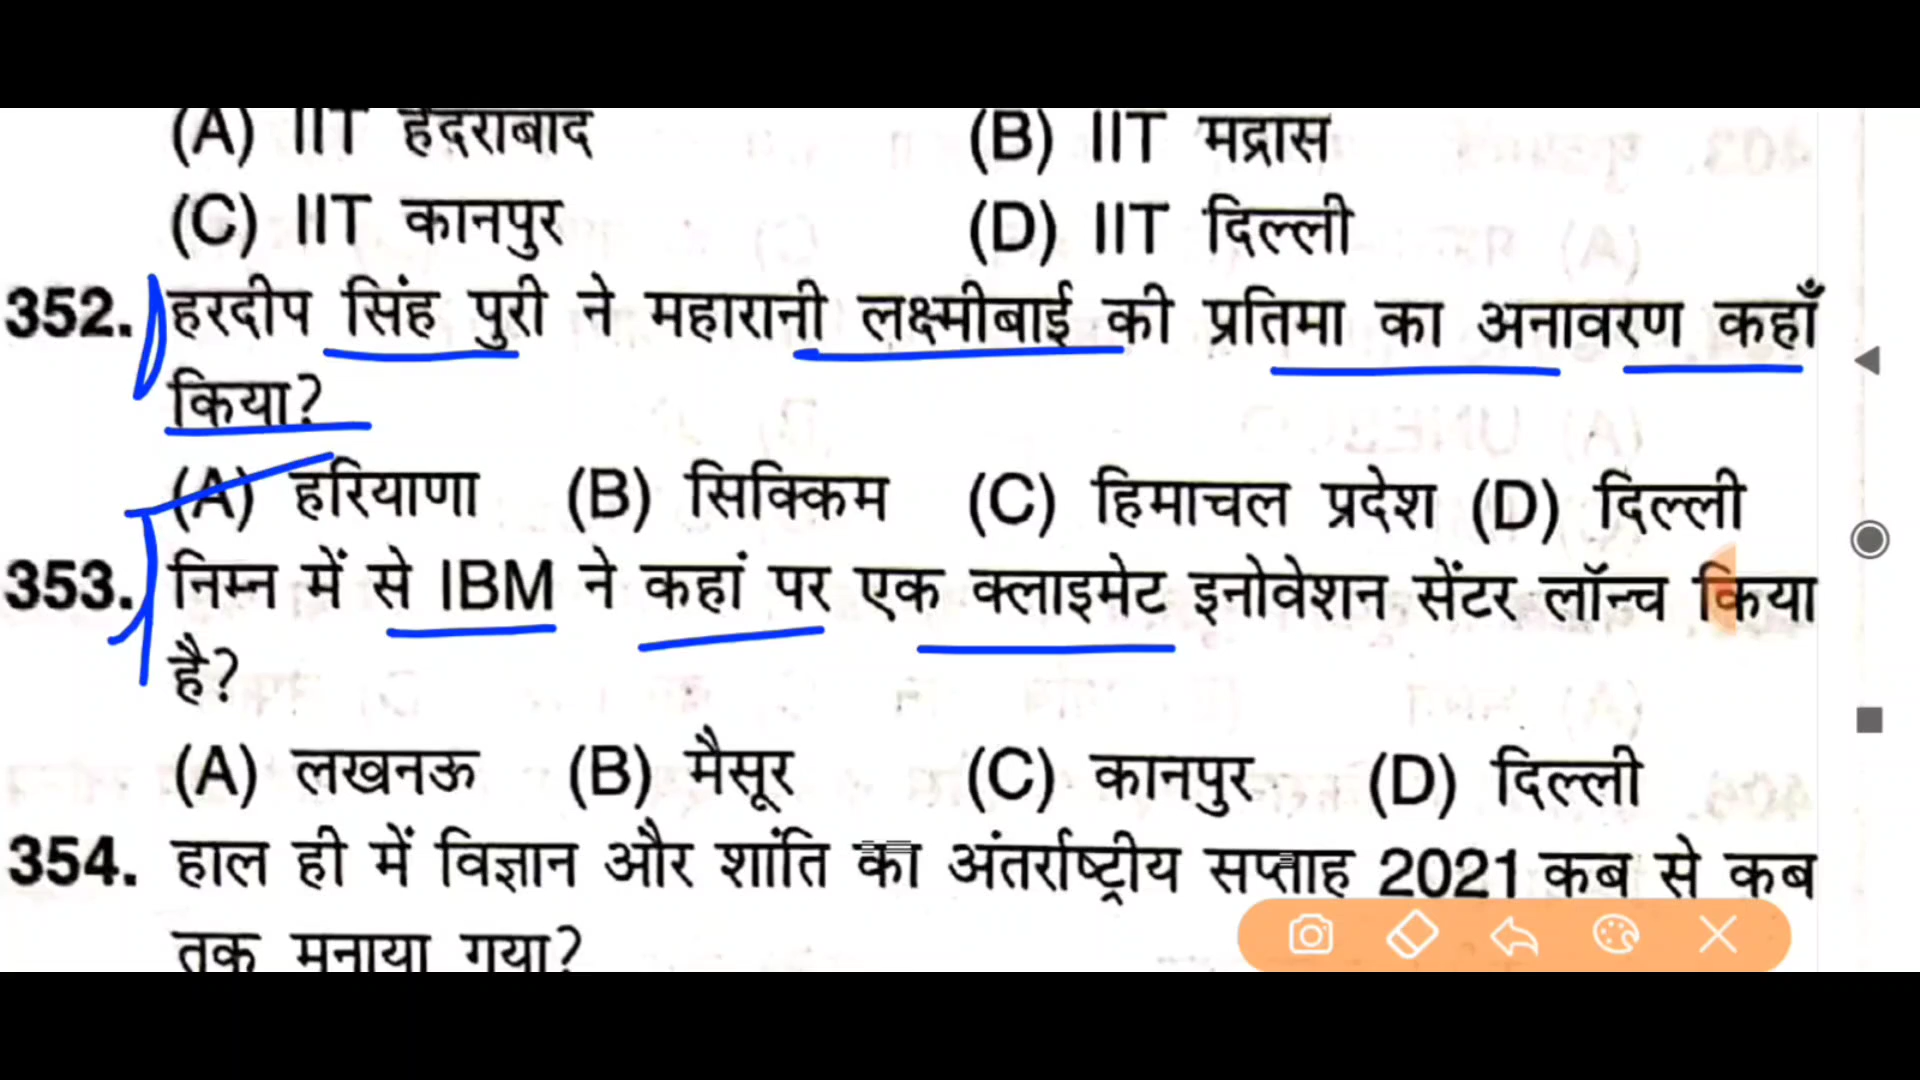 (A) IIT हैदराबाद (B) IIT मद्रास
(C) IIT कानपुर (D) IIT दिल्ली
352. हरदीप सिंह पुरी ने महारानी लक्ष्मीबाई की प्रतिमा का अनावरण कहाँ
किया?
(A) हरियाणा (B) सिक्किम (C) हिमाचल प्रदेश (D) दिल्ली
353. निम्न में से IBM ने कहां पर एक क्लाइमेट इनोवेशन सेंटर लॉन्च किया
है?
(A) लखनऊ (B) मैसूर (C) कानपुर (D) दिल्ली
354. हाल ही में विज्ञान और शांति का अंतर्राष्ट्रीय सप्ताह 2021 कब से कब
तक मनाया गया?